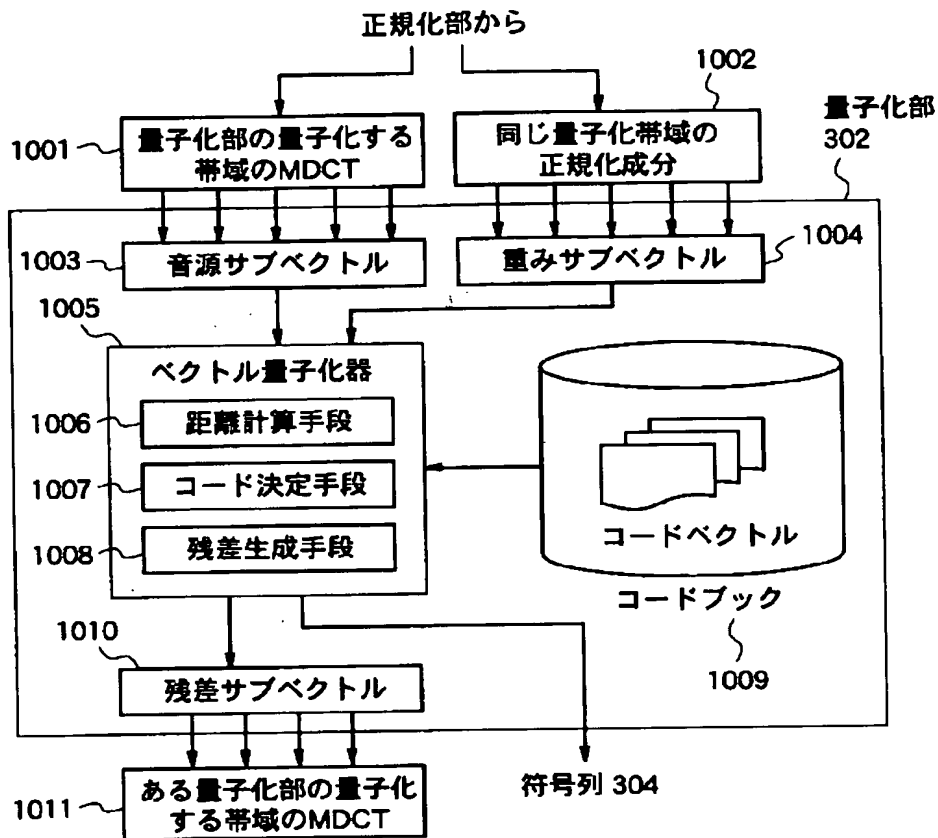 正規化部から
1002
量子化部
302
1001
量子化部の量子化する
帯域のMDCT
同じ量子化帯域の
正規化成分
1003
音源サブベクトル
重みサブベクトル
1004
1005
ベクトル量子化器
1006
距離計算手段
1007
コード決定手段
1008
残差生成手段
コードベクトル
コードブック
1009
1010
残差サブベクトル
符号列 304
1011
ある量子化部の量子化
する帯域のMDCT